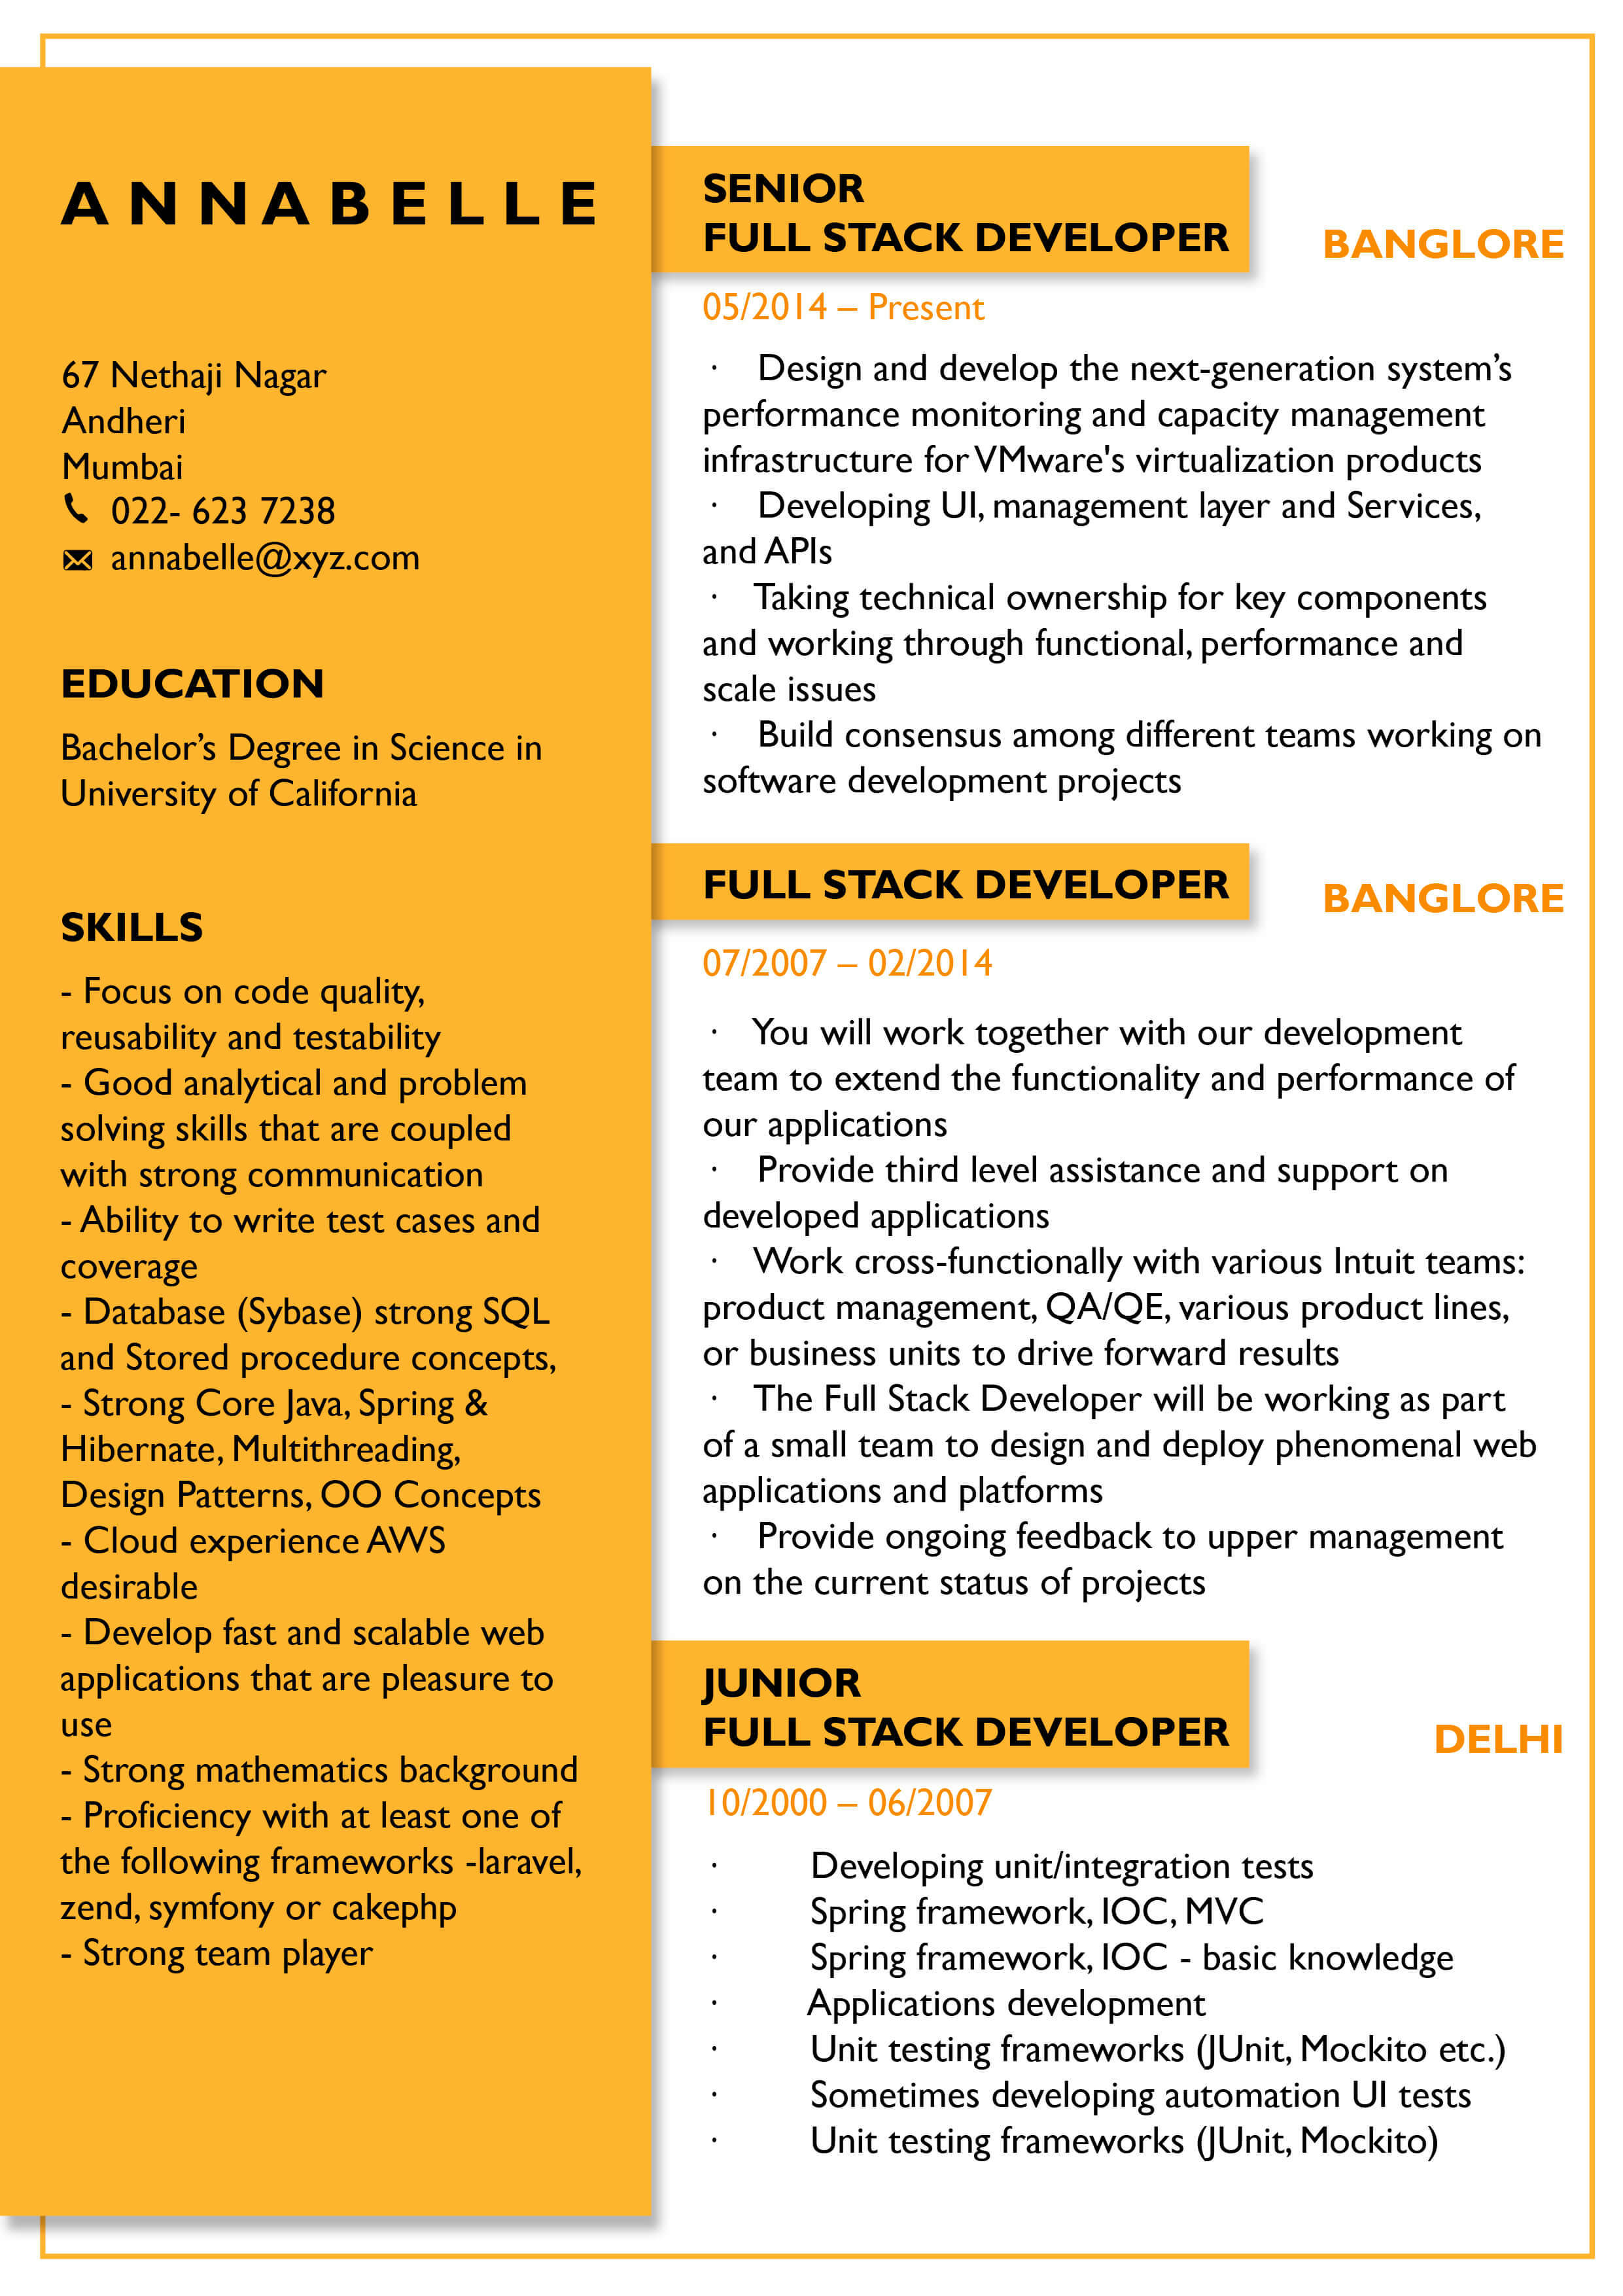 ANNABELLE
67 Nethaji Nagar
Andheri
Mumbai
022- 623 7238
annabelle@xyz.com
EDUCATION
Bachelor’s Degree in Science in
University of California
SKILLS
- Focus on code quality,
reusability and testability
- Good analytical and problem
solving skills that are coupled
with strong communication
- Ability to write test cases and
coverage
- Database (Sybase) strong SQL
and Stored procedure concepts,
- Strong Core Java, Spring &
Hibernate, Multithreading,
Design Patterns, OO Concepts
- Cloud experience AWS
desirable
- Develop fast and scalable web
applications that are pleasure to
use
- Strong mathematics background
- Proficiency with at least one of
the following frameworks -laravel,
zend, symfony or cakephp
- Strong team player
SENIOR
FULL STACK DEVELOPER
BANGLORE
05/2014 – Present
· Design and develop the next-generation system’s
performance monitoring and capacity management
infrastructure for VMware's virtualization products
· Developing UI, management layer and Services,
and APIs
· Taking technical ownership for key components
and working through functional, performance and
scale issues
· Build consensus among different teams working on
software development projects
FULL STACK DEVELOPER
BANGLORE
07/2007 – 02/2014
· You will work together with our development
team to extend the functionality and performance of
our applications
· Provide third level assistance and support on
developed applications
· Work cross-functionally with various Intuit teams:
product management, QA/QE, various product lines,
or business units to drive forward results
· The Full Stack Developer will be working as part
of a small team to design and deploy phenomenal web
applications and platforms
· Provide ongoing feedback to upper management
on the current status of projects
JUNIOR
FULL STACK DEVELOPER
DELHI
10/2000 – 06/2007
· Developing unit/integration tests
· Spring framework, IOC, MVC
· Spring framework, IOC - basic knowledge
· Applications development
· Unit testing frameworks (JUnit, Mockito etc.)
· Sometimes developing automation UI tests
· Unit testing frameworks (JUnit, Mockito)